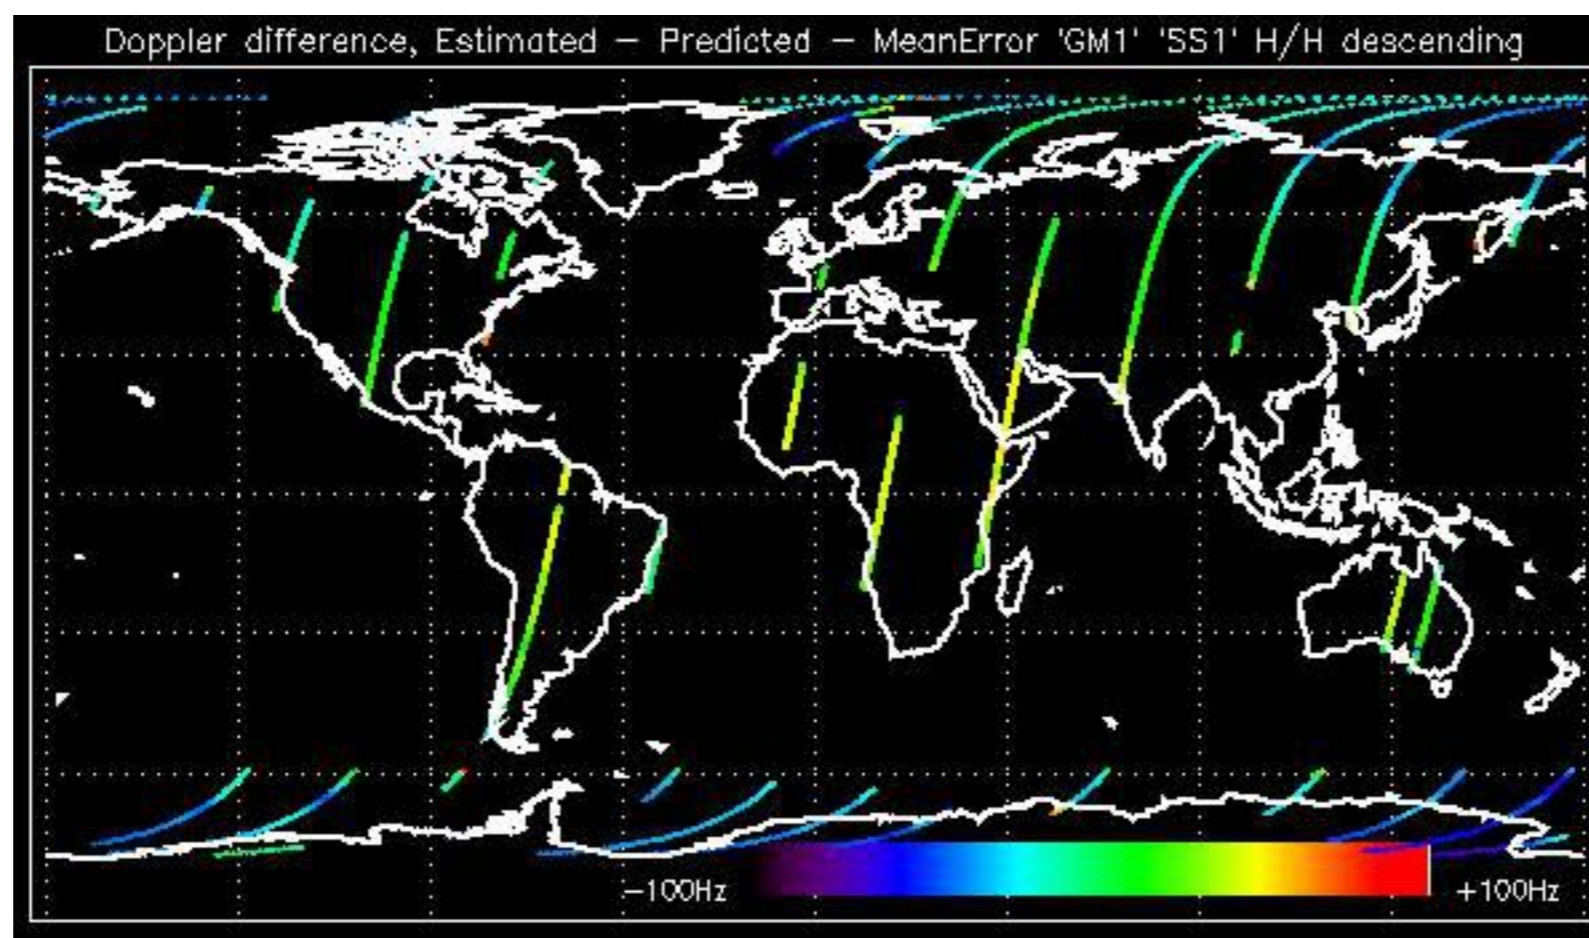 Doppler difference, Estimated – Predicted – MeanError 'GM1' 'SS1' H/H descending
–100Hz
+100Hz